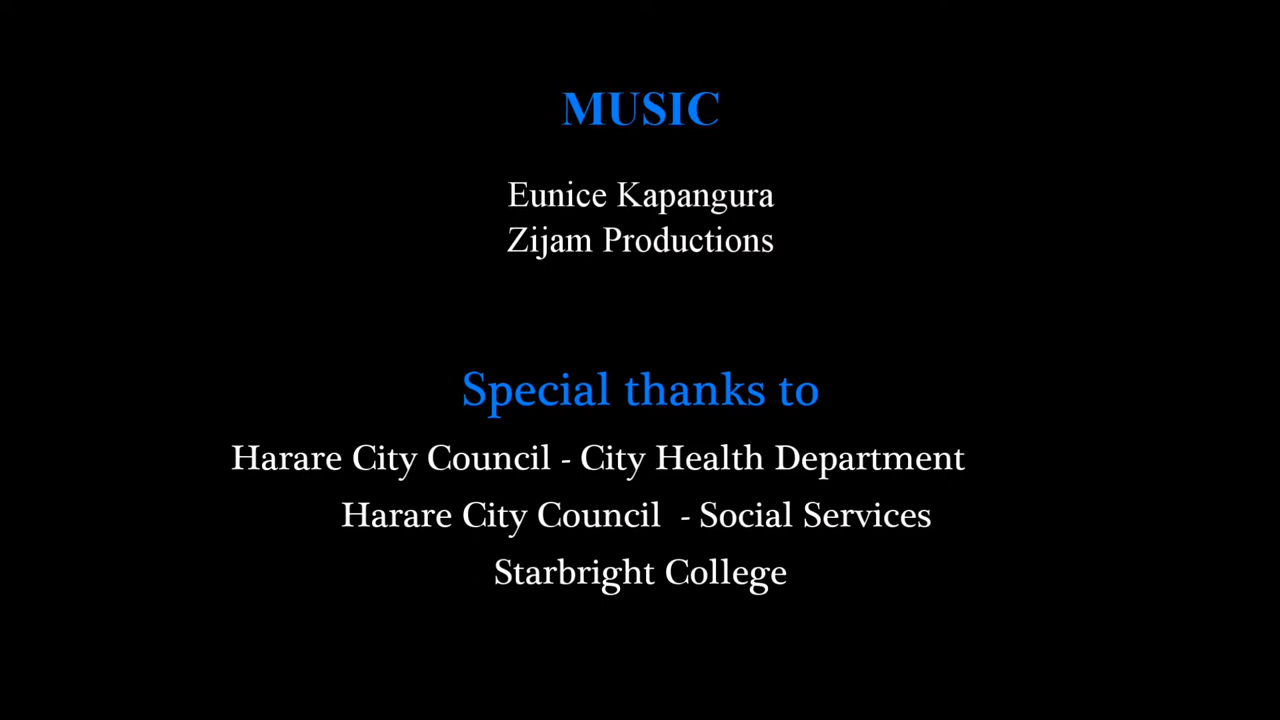 MUSIC
Eunice Kapangura
Zijam Productions
Special thanks to
Harare City Council - City Health Department
Harare City Council  - Social Services
Starbright College